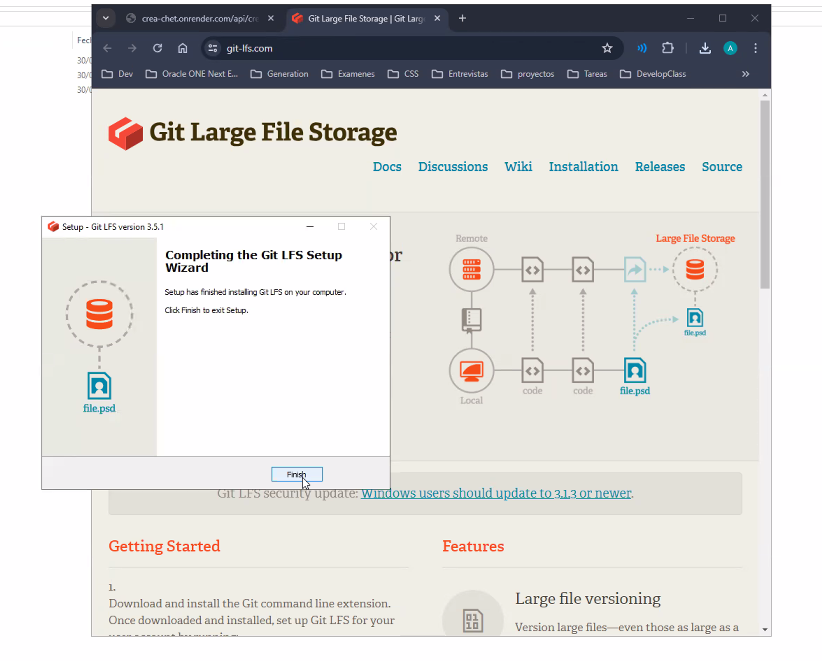 crea-chet.onrender.com/api/cre
Git Large File Storage | Git Larg
git-lfs.com
A
Dev
Oracle ONE Next E...
Generation
Examenes
CSS
Entrevistas
proyectos
Tareas
DevelopClass
»
Fecl
30/0
30/0
30/0
Git Large File Storage
Docs
Discussions
Wiki
Installation
Releases
Source
or
Remote
Large File Storage
file.psd
Local
code
code
file.psd
Setup - Git LFS version 3.5.1
Completing the Git LFS Setup
Wizard
Setup has finished installing Git LFS on your computer.
Click Finish to exit Setup.
file.psd
Finish
Git LFS security update: Windows users should update to 3.1.3 or newer.
Getting Started
1.
Download and install the Git command line extension.
Once downloaded and installed, set up Git LFS for your
user account by running:
Features
Large file versioning
Version large files—even those as large as a